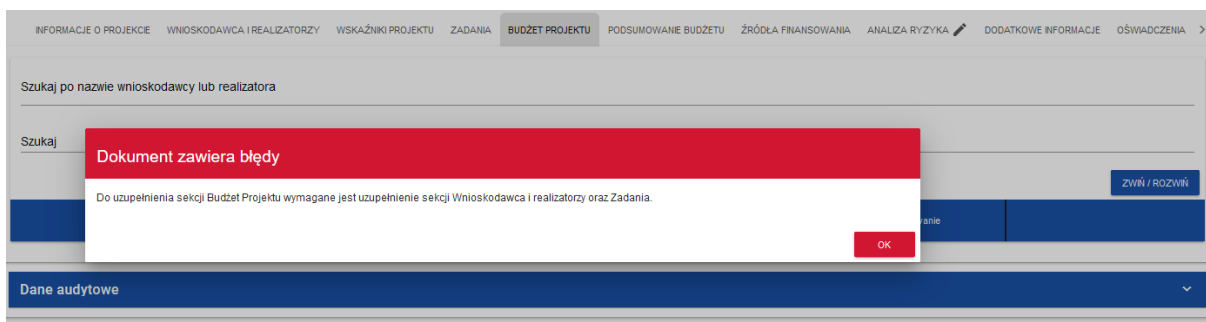 INFORMACJE O PROJEKCIE WNIOSKODAWCA I REALIZATORZY WSKAŹNIKI PROJEKTU ZADANIA BUDŻET PROJEKTU PODSUMOWANIE BUDŻETU ŹRÓDŁA FINANSOWANIA ANALIZA RYZYKA DODATKOWE INFORMACJE OŚWIADCZENIA
Szukaj po nazwie wnioskodawcy lub realizatora
Szukaj
Dokument zawiera błędy
ZWIŃ / ROZWIŃ
Do uzupełnienia sekcji Budżet Projektu wymagane jest uzupełnienie sekcji Wnioskodawca i realizatorzy oraz Zadania.
OK
Dane audytowe